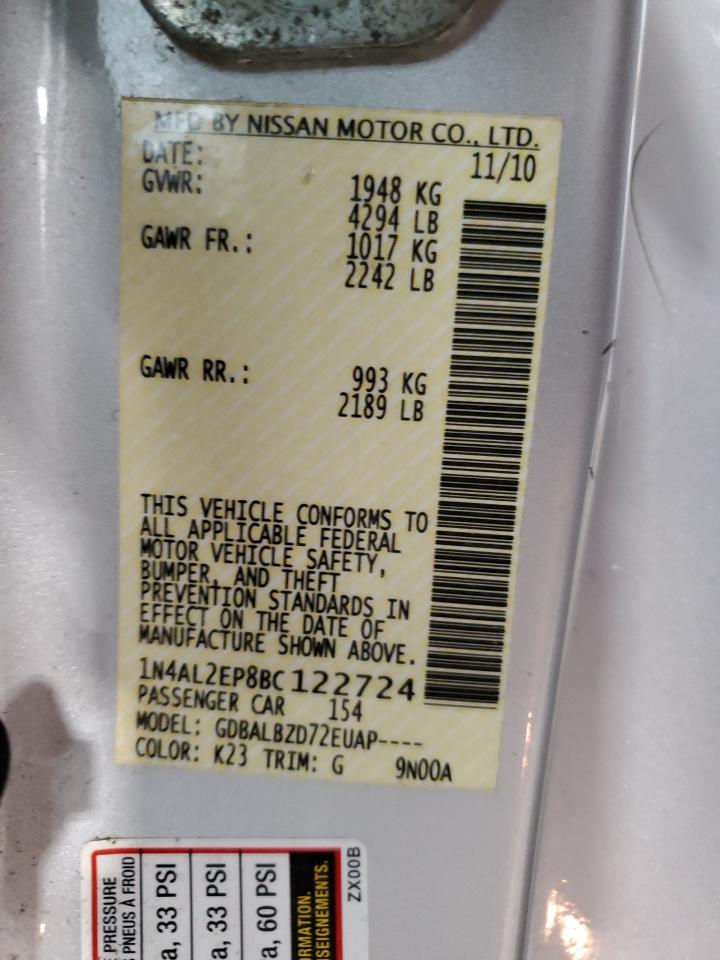 MFD BY NISSAN MOTOR CO., LTD.
DATE: 11/10
GVWR: 1948 KG
4294 LB
GAWR FR.: 1017 KG
2242 LB
GAWR RR.: 993 KG
2189 LB
THIS VEHICLE CONFORMS TO
ALL APPLICABLE FEDERAL
MOTOR VEHICLE SAFETY,
BUMPER, AND THEFT
PREVENTION STANDARDS IN
EFFECT ON THE DATE OF
MANUFACTURE SHOWN ABOVE.
1N4AL2EP8BC122724
PASSENGER CAR 154
MODEL: GDBALBZD72EUAP----
COLOR: K23 TRIM: G 9N00A
PRESSURE
PNEUS À FROID
a, 33 PSI
a, 33 PSI
a, 60 PSI
ZX00B